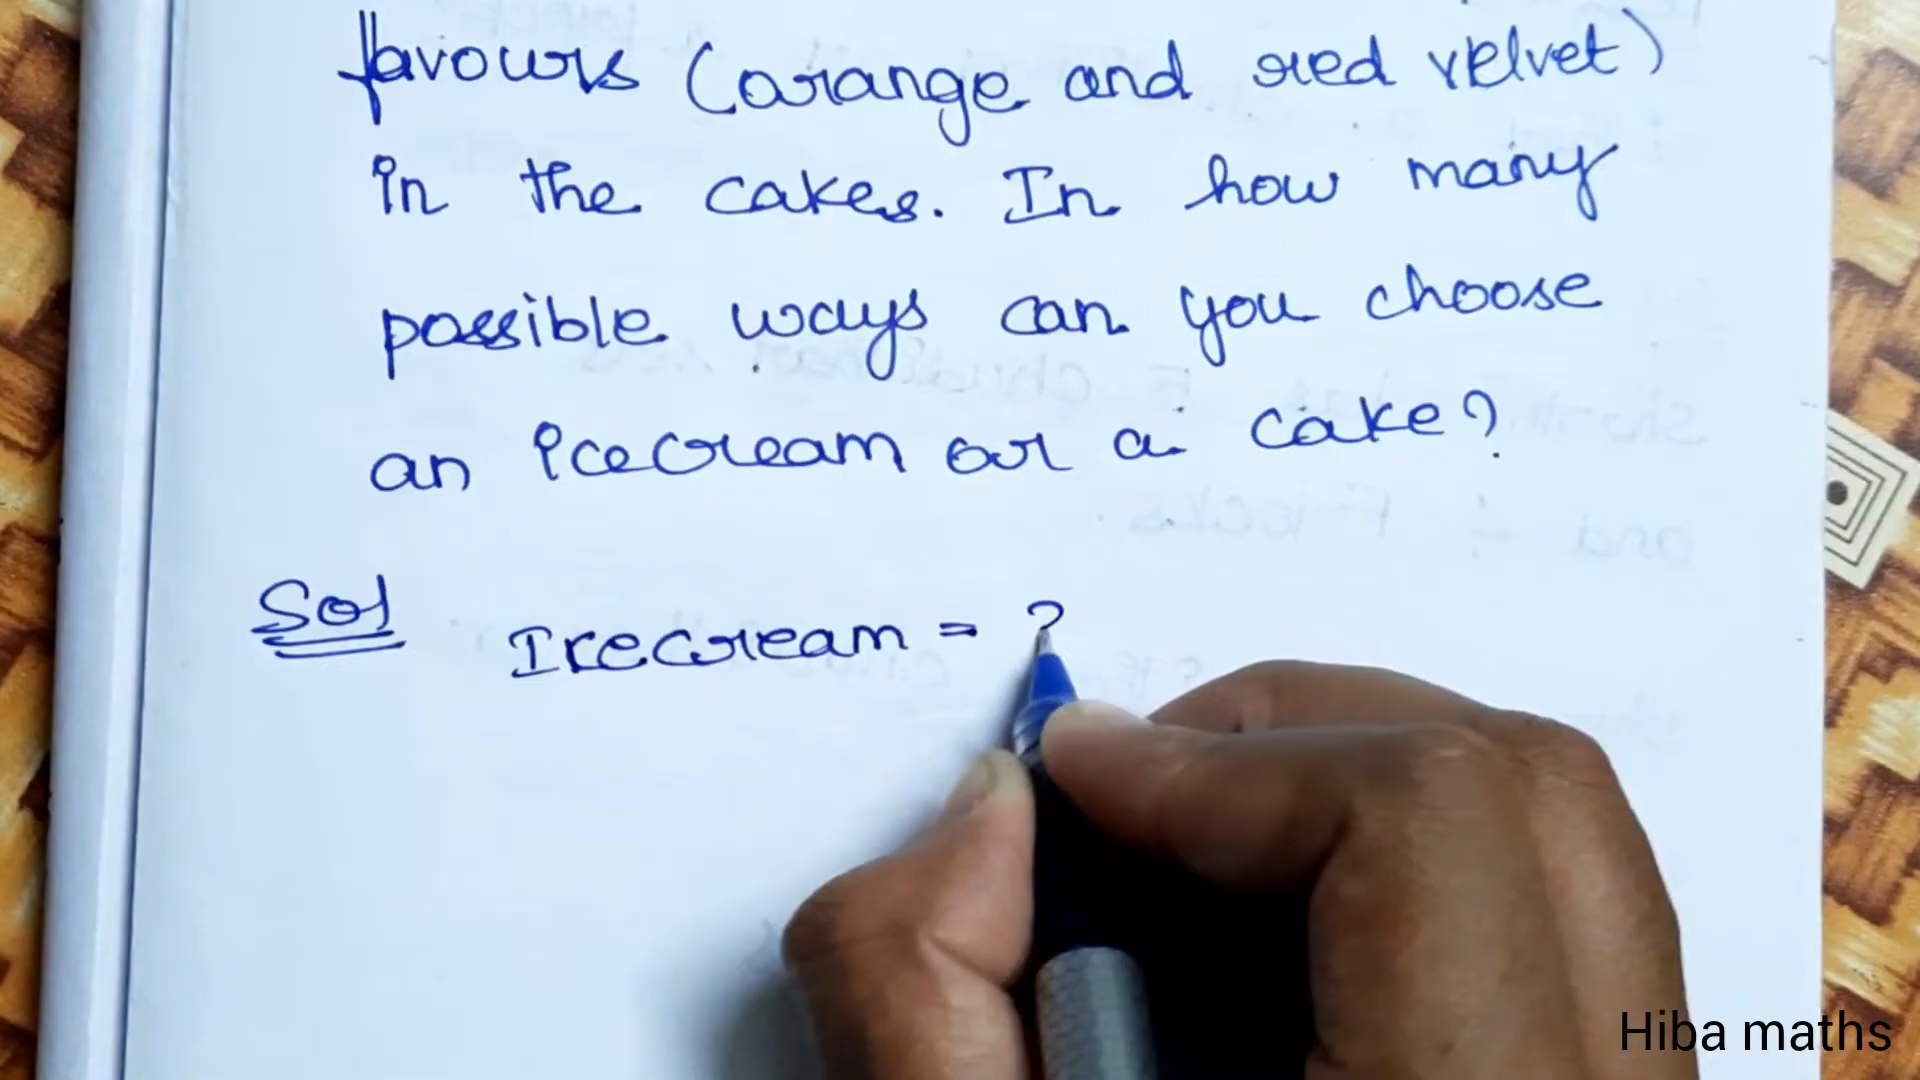 flavours (orange and red velvet)
in the cakes. In how many
possible ways can you choose
an icecream or a cake?
Sol Icecream = ?
Hiba maths